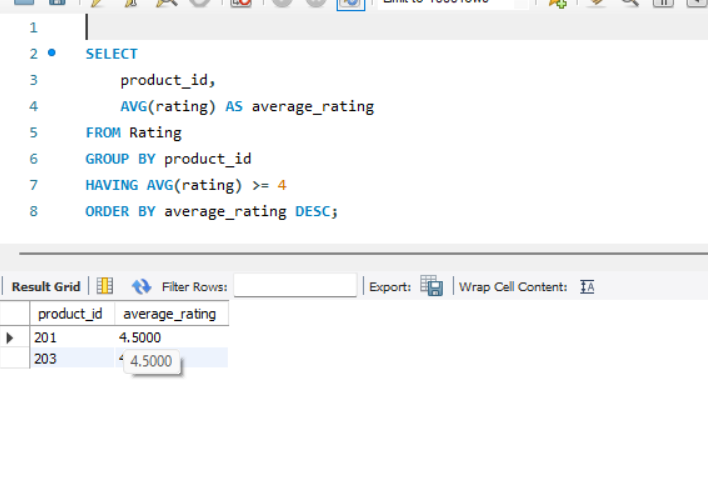 1
2 SELECT
3 product_id,
4 AVG(rating) AS average_rating
5 FROM Rating
6 GROUP BY product_id
7 HAVING AVG(rating) >= 4
8 ORDER BY average_rating DESC;
Result Grid Filter Rows: Export: Wrap Cell Content:
product_id average_rating
201 4.5000
203
4.5000